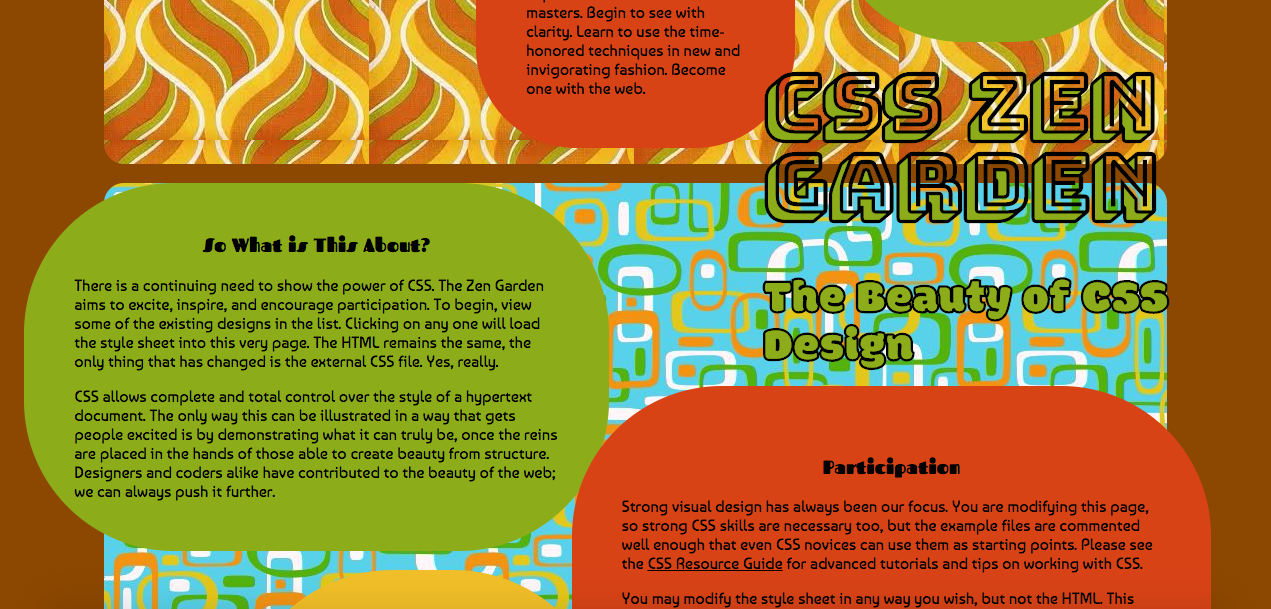 masters. Begin to see with
clarity. Learn to use the time-
honored techniques in new and
invigorating fashion. Become
one with the web.
CSS ZEN
GARDEN
The Beauty of CSS
Design
So What is This About?
There is a continuing need to show the power of CSS. The Zen Garden
aims to excite, inspire, and encourage participation. To begin, view
some of the existing designs in the list. Clicking on any one will load
the style sheet into this very page. The HTML remains the same, the
only thing that has changed is the external CSS file. Yes, really.
CSS allows complete and total control over the style of a hypertext
document. The only way this can be illustrated in a way that gets
people excited is by demonstrating what it can truly be, once the reins
are placed in the hands of those able to create beauty from structure.
Designers and coders alike have contributed to the beauty of the web;
we can always push it further.
Participation
Strong visual design has always been our focus. You are modifying this page,
so strong CSS skills are necessary too, but the example files are commented
well enough that even CSS novices can use them as starting points. Please see
the CSS Resource Guide for advanced tutorials and tips on working with CSS.
You may modify the style sheet in any way you wish, but not the HTML. This